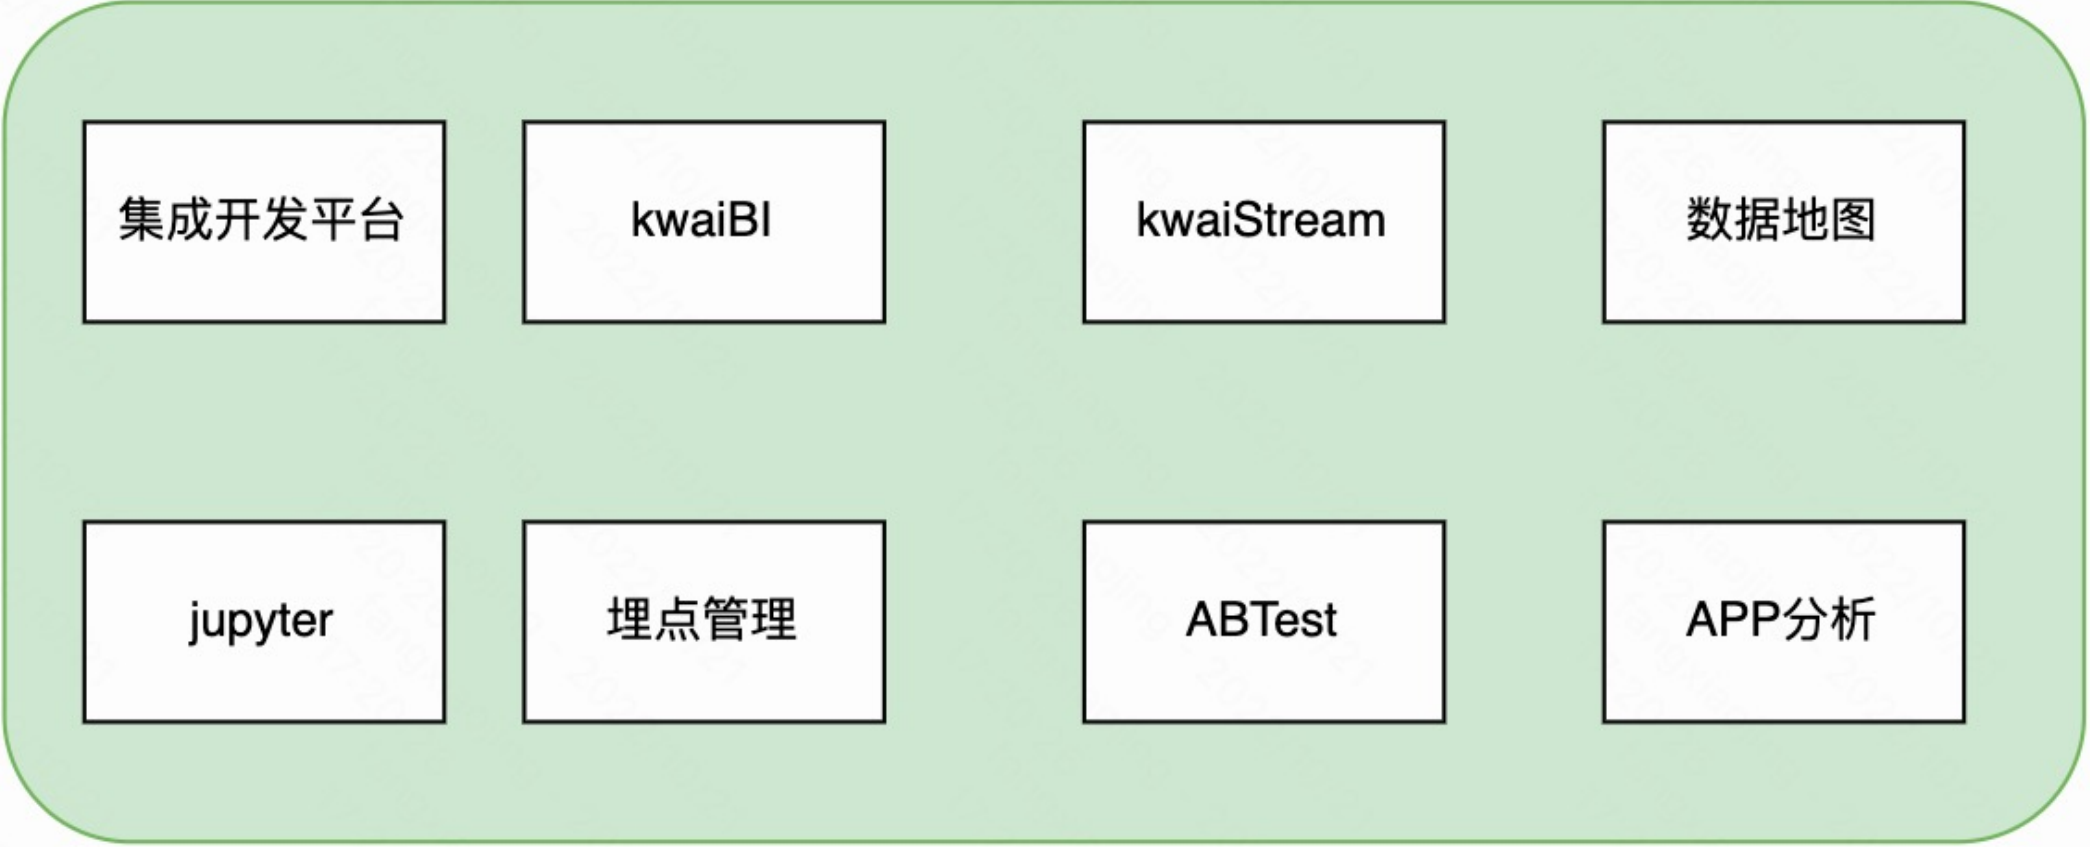 集成开发平台
kwaiBI
kwaiStream
数据地图
jupyter
埋点管理
ABTest
APP分析